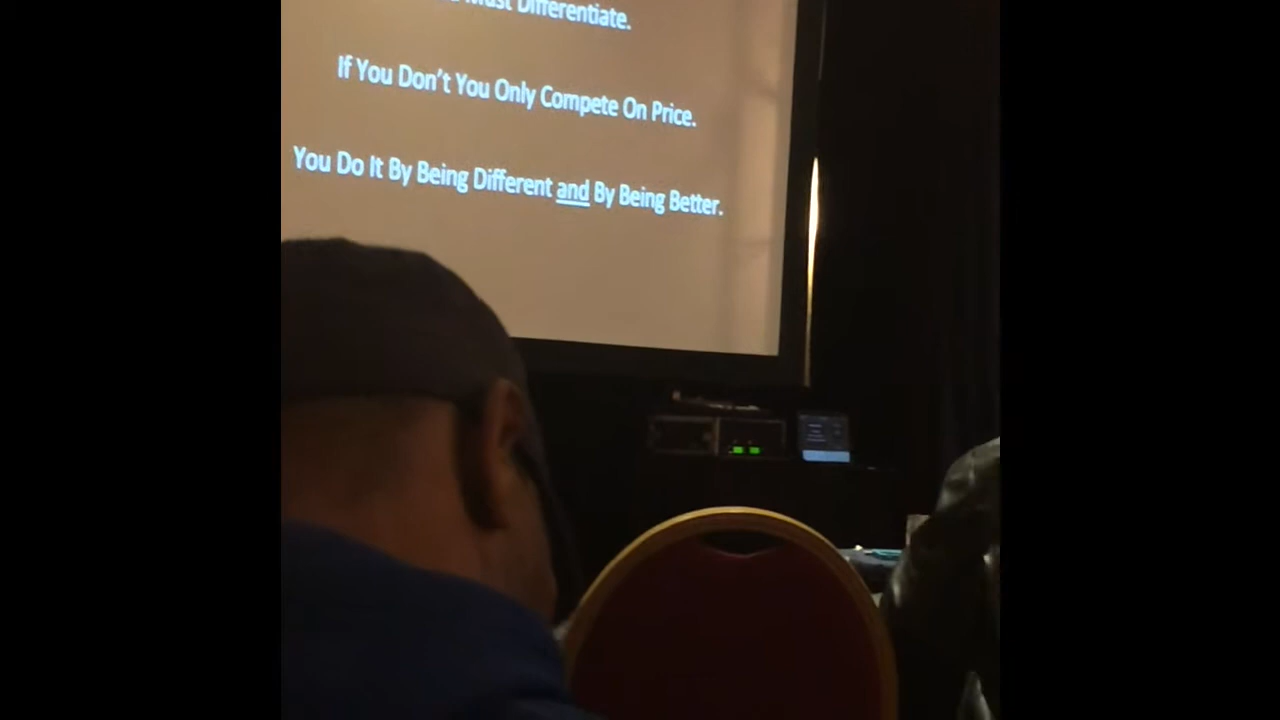 Must Differentiate.
If You Don't You Only Compete On Price.
You Do It By Being Different and By Being Better.